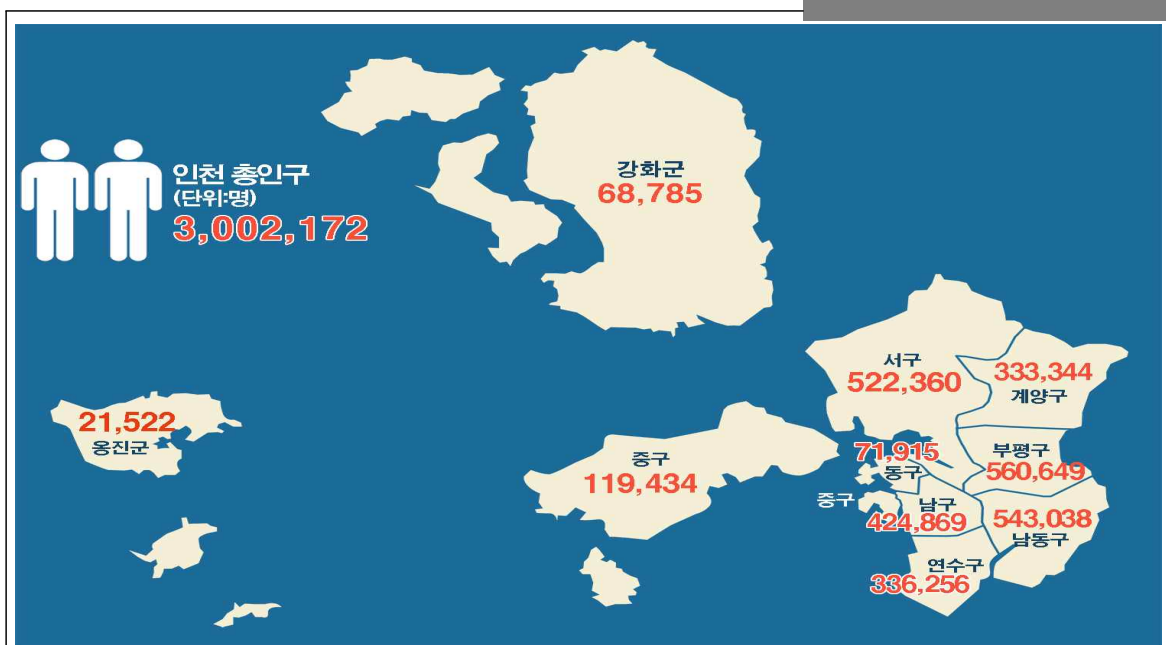 인천 총인구
(단위:명)
3,002,172
강화군
68,785
서구
522,360
333,344
계양구
21,522
옹진군
중구
119,434
71,915
동구
부평구
560,649
중구
남구
424,869
543,038
남동구
연수구
336,256